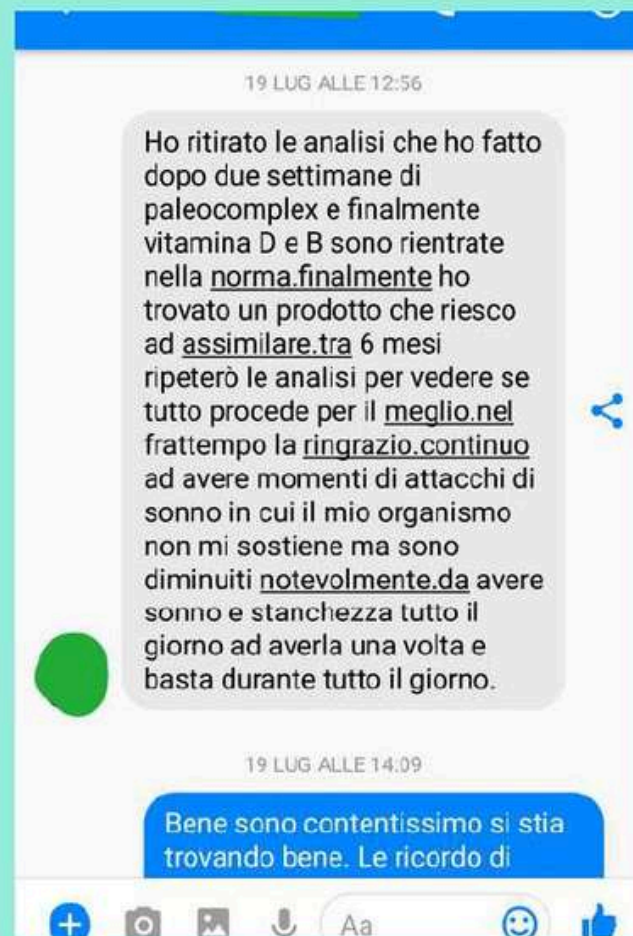 19 LUG ALLE 12:56
Ho ritirato le analisi che ho fatto
dopo due settimane di
paleocomplex e finalmente
vitamina D e B sono rientrate
nella norma.finalmente ho
trovato un prodotto che riesco
ad assimilare.tra 6 mesi
ripeterò le analisi per vedere se
tutto procede per il meglio.nel
frattempo la ringrazio.continuo
ad avere momenti di attacchi di
sonno in cui il mio organismo
non mi sostiene ma sono
diminuiti notevolmente.da avere
sonno e stanchezza tutto il
giorno ad averla una volta e
basta durante tutto il giorno.
19 LUG ALLE 14:09
Bene sono contentissimo si stia
trovando bene. Le ricordo di
Aa